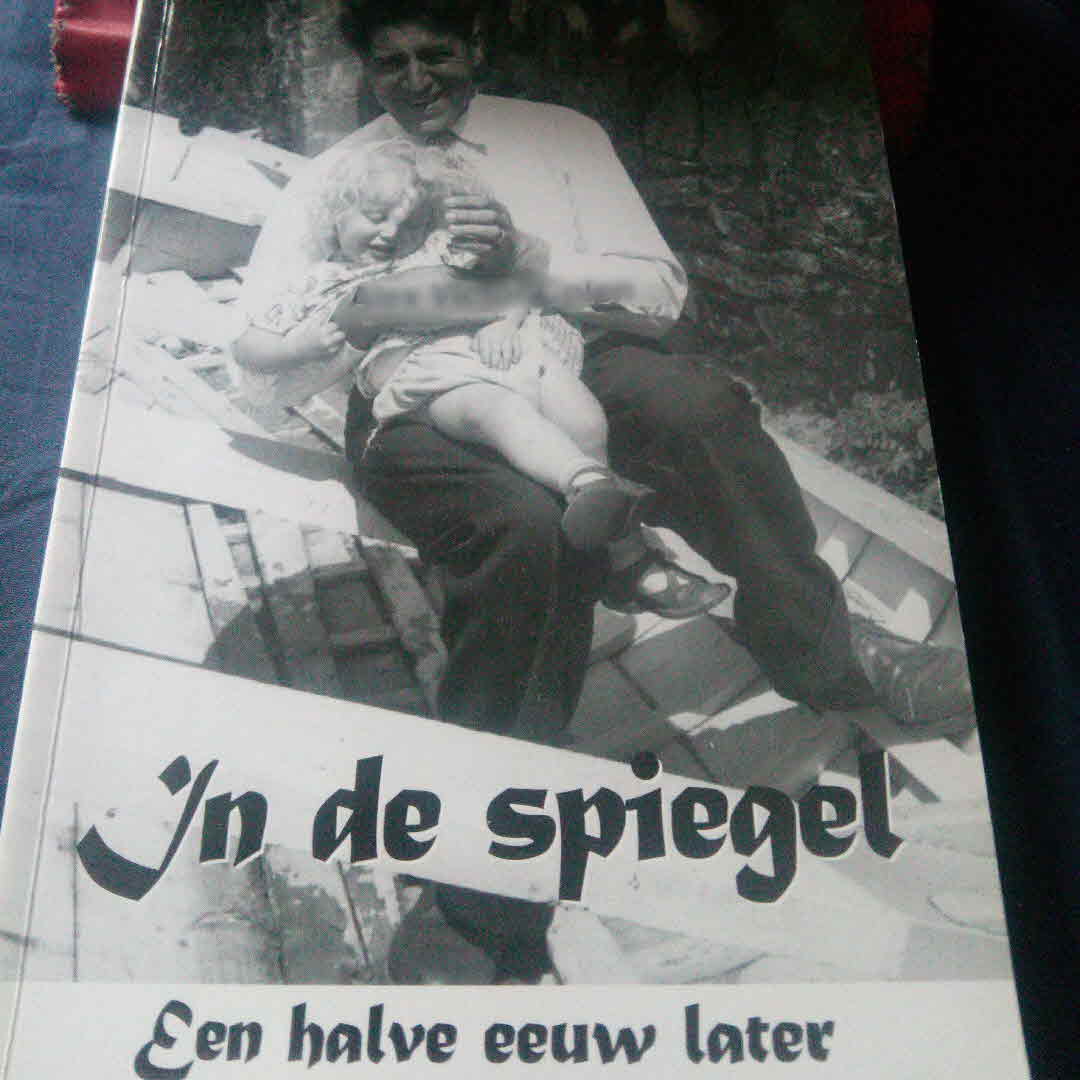 In de spiegel
Een halve eeuw later